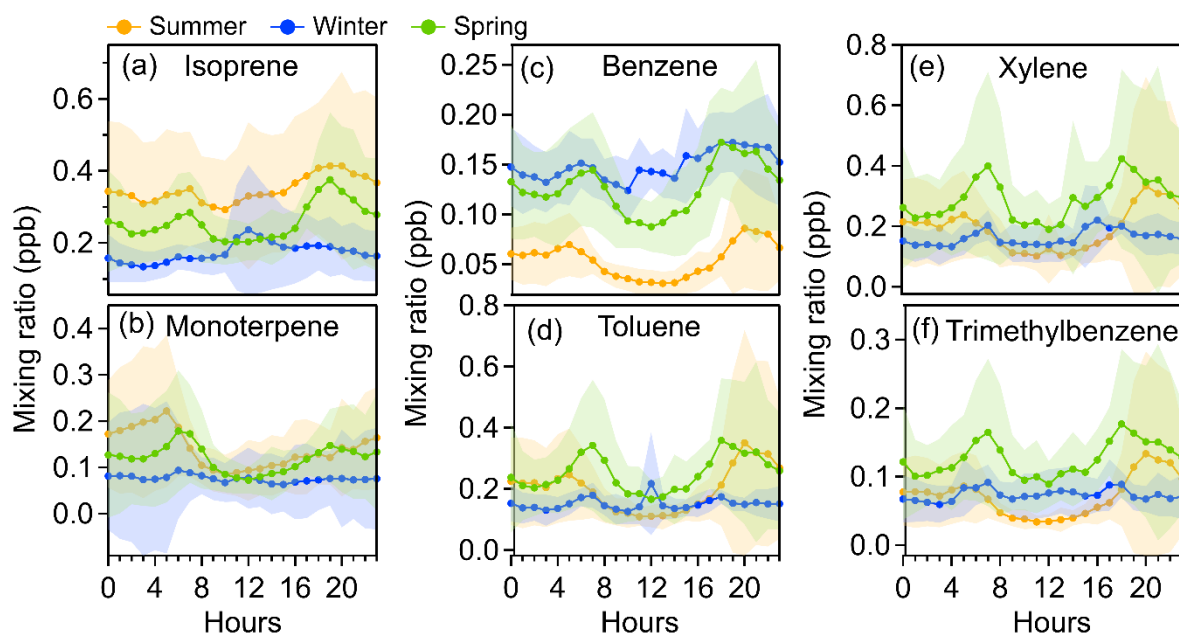 Summer Winter Spring
(a) Isoprene
0.6
0.4
0.2
Mixing ratio (ppb)
(b) Monoterpene
0.4
0.3
0.2
0.1
0.0
0 4 8 12 16 20
Hours
(c) Benzene
0.25
0.20
0.15
0.10
0.05
Mixing ratio (ppb)
(d) Toluene
0.8
0.6
0.4
0.2
0.0
0 4 8 12 16 20
Hours
(e) Xylene
0.8
0.6
0.4
0.2
0.0
Mixing ratio (ppb)
(f) Trimethylbenzene
0.3
0.2
0.1
0.0
0 4 8 12 16 20
Hours